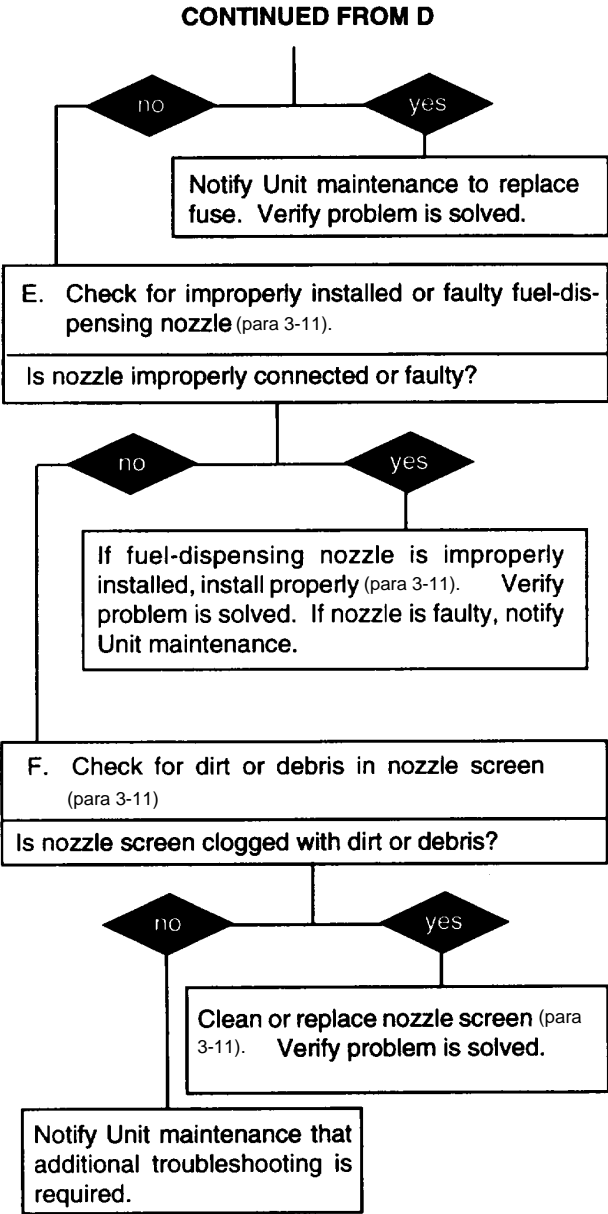 CONTINUED FROM D
no
yes
Notify Unit maintenance to replace
fuse. Verify problem is solved.
E. Check for improperly installed or faulty fuel-dis-
pensing nozzle (para 3-11).
Is nozzle improperly connected or faulty?
no
yes
If fuel-dispensing nozzle is improperly
installed, install properly (para 3-11). Verify
problem is solved. If nozzle is faulty, notify
Unit maintenance.
F. Check for dirt or debris in nozzle screen
(para 3-11)
Is nozzle screen clogged with dirt or debris?
no
yes
Clean or replace nozzle screen (para
3-11). Verify problem is solved.
Notify Unit maintenance that
additional troubleshooting is
required.